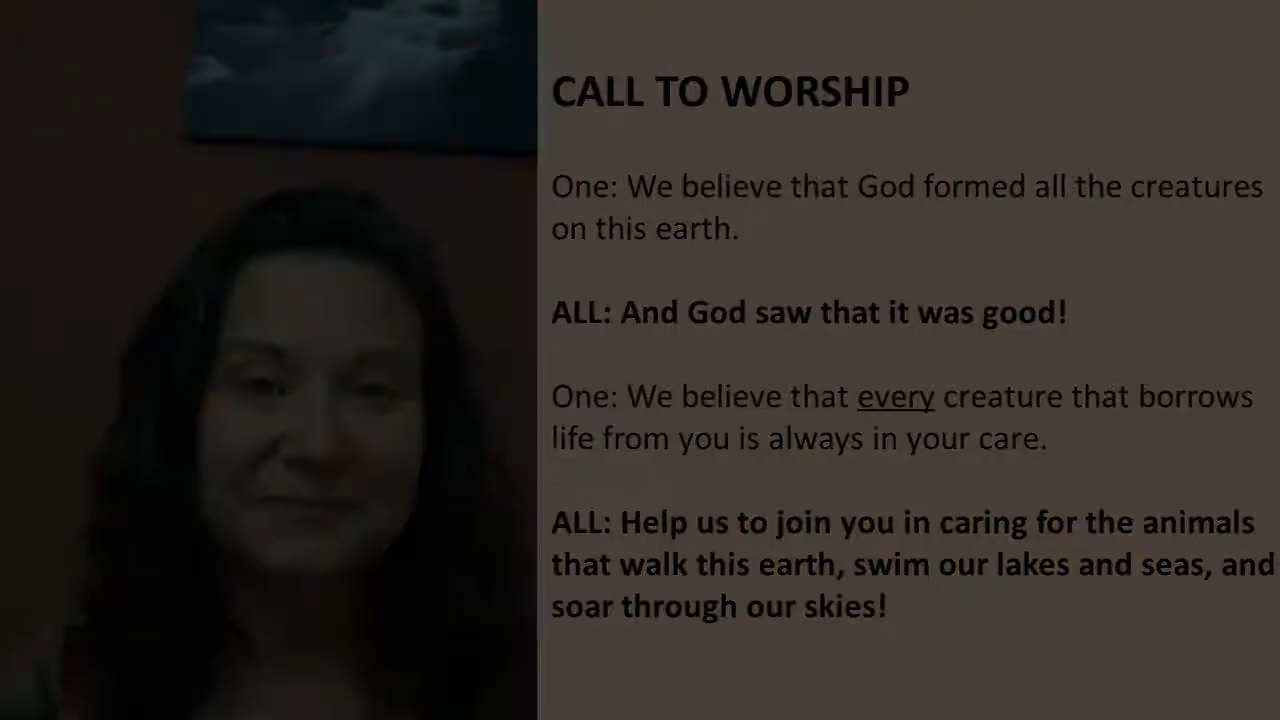 CALL TO WORSHIP
One: We believe that God formed all the creatures
on this earth.
ALL: And God saw that it was good!
One: We believe that every creature that borrows
life from you is always in your care.
ALL: Help us to join you in caring for the animals
that walk this earth, swim our lakes and seas, and
soar through our skies!